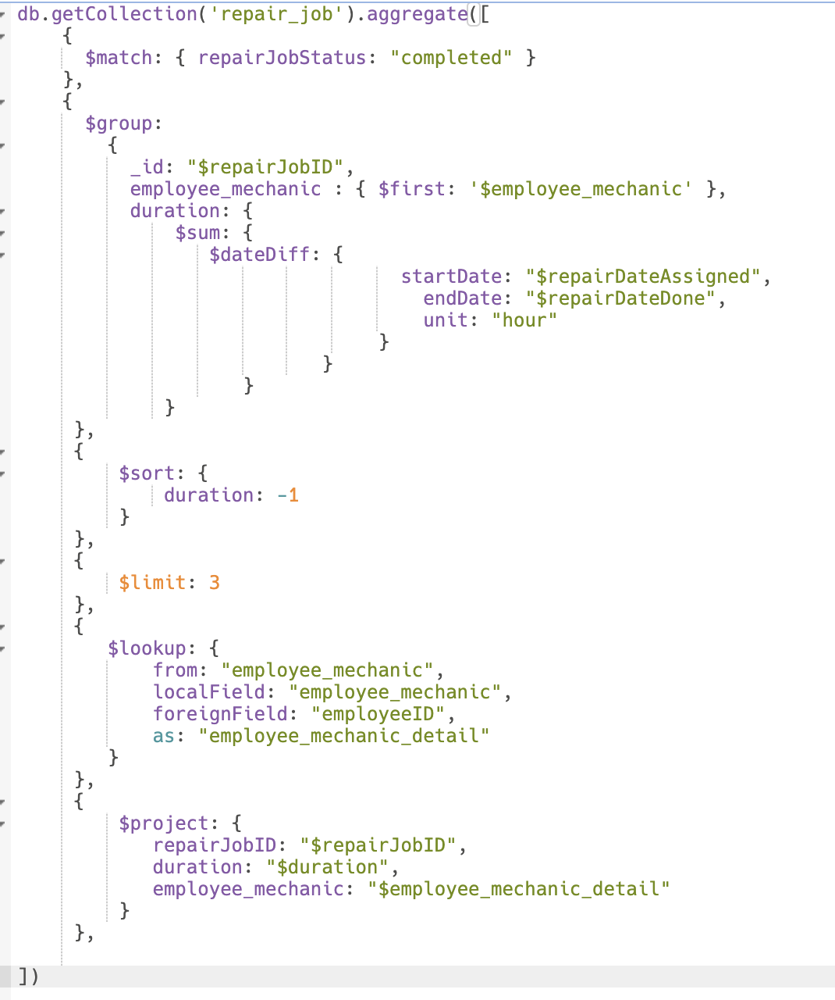 db.getCollection('repair_job').aggregate([
{
$match: { repairJobStatus: "completed" }
},
{
$group:
{
_id: "$repairJobID",
employee_mechanic : { $first: '$employee_mechanic' },
duration: {
$sum: {
$dateDiff: {
startDate: "$repairDateAssigned",
endDate: "$repairDateDone",
unit: "hour"
}
}
}
}
},
{
$sort: {
duration: -1
}
},
{
$limit: 3
},
{
$lookup: {
from: "employee_mechanic",
localField: "employee_mechanic",
foreignField: "employeeID",
as: "employee_mechanic_detail"
}
},
{
$project: {
repairJobID: "$repairJobID",
duration: "$duration",
employee_mechanic: "$employee_mechanic_detail"
}
},
])